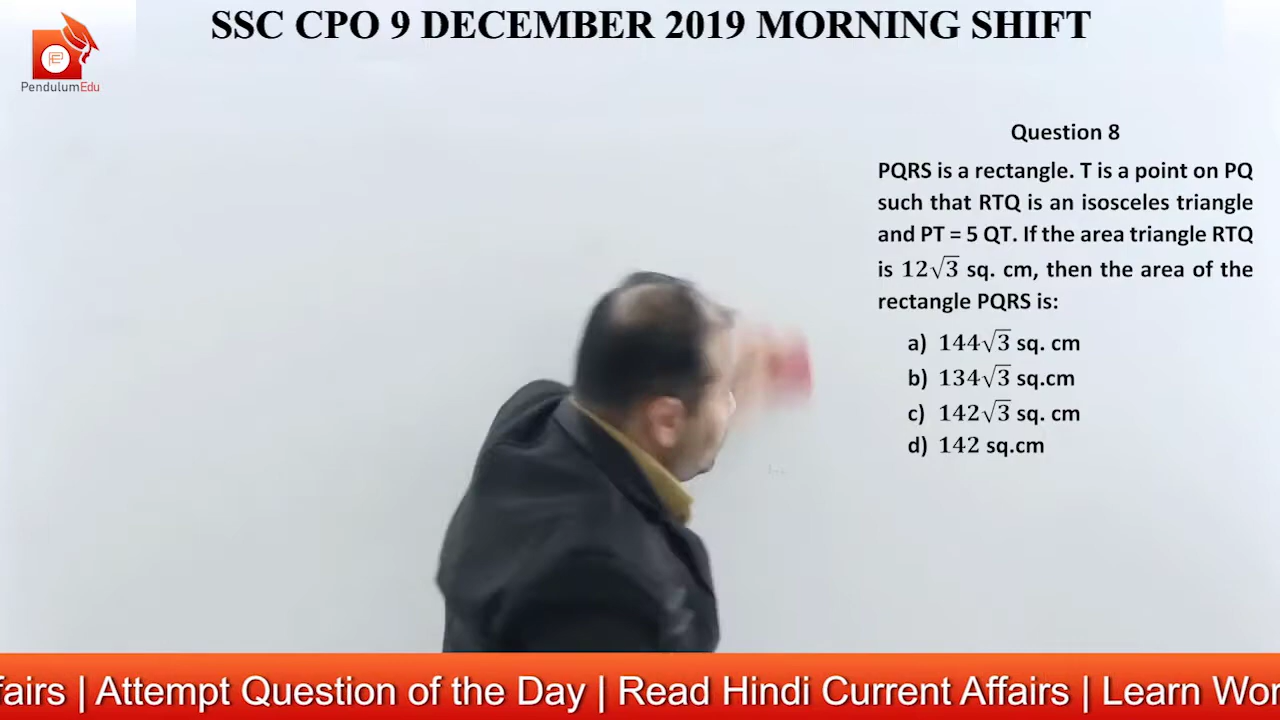 SSC CPO 9 DECEMBER 2019 MORNING SHIFT
PendulumEdu
Question 8
PQRS is a rectangle. T is a point on PQ
such that RTQ is an isosceles triangle
and PT = 5 QT. If the area triangle RTQ
is 12√3 sq. cm, then the area of the
rectangle PQRS is:
a) 144√3 sq. cm
b) 134√3 sq.cm
c) 142√3 sq. cm
d) 142 sq.cm
fairs | Attempt Question of the Day | Read Hindi Current Affairs | Learn Wor